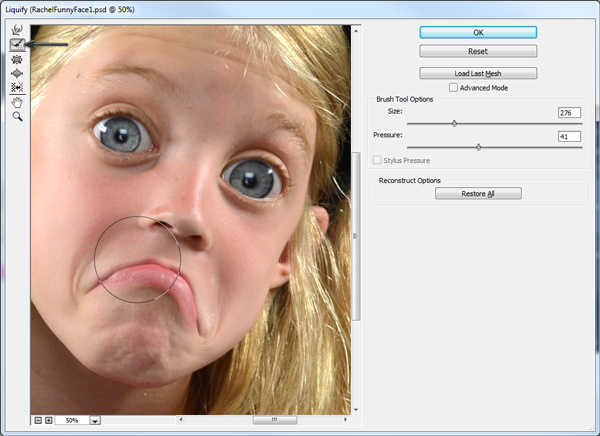 Liquify (RachelFunnyFace1.psd @ 50%)
OK
Reset
Load Last Mesh
Advanced Mode
Brush Tool Options
Size:
276
Pressure:
41
Stylus Pressure
Reconstruct Options
Restore All
50%